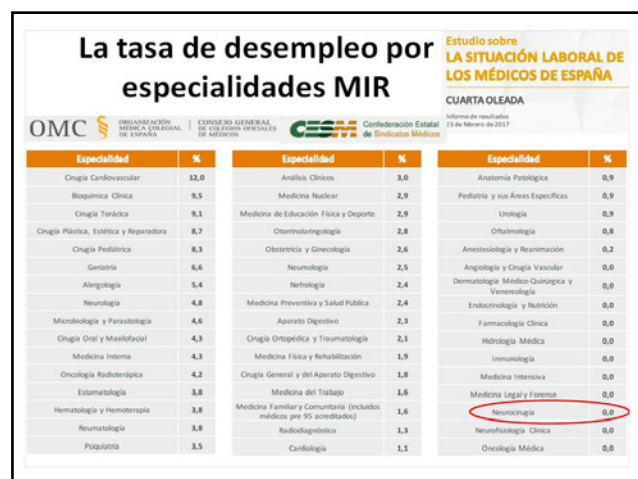 La tasa de desempleo por
especialidades MIR
Estudio sobre
LA SITUACIÓN LABORAL DE
LOS MÉDICOS DE ESPAÑA
CUARTA OLEADA
Informe de resultados
23 de febrero de 2017
OMC
ORGANIZACIÓN
MÉDICA COLEGIAL
DE ESPAÑA
CONSEJO GENERAL
DE COLEGIOS OFICIALES
DE MÉDICOS
CESM
Confederación Estatal
de Sindicatos Médicos
Especialidad %
Cirugía Cardiovascular 12,0
Bioquímica Clínica 9,5
Cirugía Torácica 9,1
Cirugía Plástica, Estética y Reparadora 8,7
Cirugía Pediátrica 8,3
Geriatría 6,6
Alergología 5,4
Neurología 4,8
Microbiología y Parasitología 4,6
Cirugía Oral y Maxilofacial 4,3
Medicina Interna 4,3
Oncología Radioterápica 4,2
Estomatología 3,8
Hematología y Hemoterapia 3,8
Reumatología 3,8
Psiquiatría 3,5
Especialidad %
Análisis Clínicos 3,0
Medicina Nuclear 2,9
Medicina de Educación Física y Deporte 2,9
Otorrinolaringología 2,8
Obstetricia y Ginecología 2,6
Neumología 2,5
Nefrología 2,4
Medicina Preventiva y Salud Pública 2,4
Aparato Digestivo 2,3
Cirugía Ortopédica y Traumatología 2,1
Medicina Física y Rehabilitación 1,9
Cirugía General y del Aparato Digestivo 1,8
Medicina del Trabajo 1,6
Medicina Familiar y Comunitaria (incluidos
médicos pre 95 acreditados) 1,6
Radiodiagnóstico 1,3
Cardiología 1,1
Especialidad %
Anatomía Patológica 0,9
Pediatría y sus Áreas Específicas 0,9
Urología 0,9
Oftalmología 0,8
Anestesiología y Reanimación 0,2
Angiología y Cirugía Vascular 0,0
Dermatología Médico-Quirúrgica y
Venereología 0,0
Endocrinología y Nutrición 0,0
Farmacología Clínica 0,0
Hidrología Médica 0,0
Inmunología 0,0
Medicina Intensiva 0,0
Medicina Legal y Forense 0,0
Neurocirugía 0,0
Neurofisiología Clínica 0,0
Oncología Médica 0,0